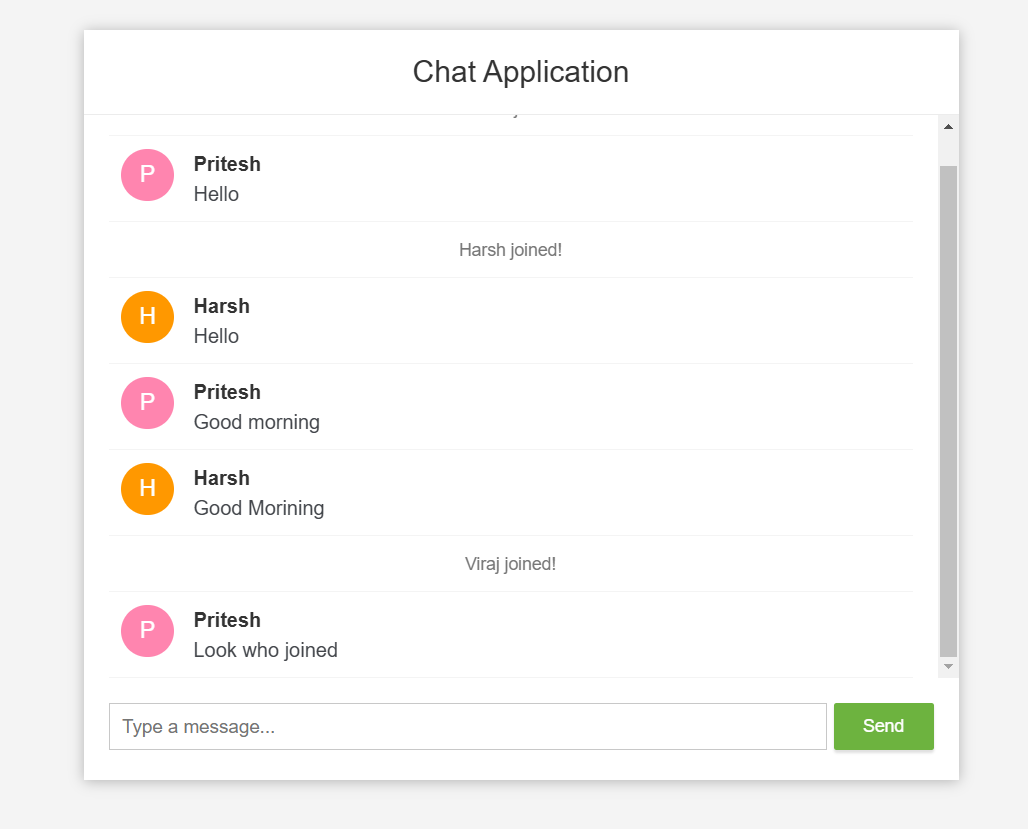 Chat Application
P
Pritesh
Hello
Harsh joined!
H
Harsh
Hello
P
Pritesh
Good morning
H
Harsh
Good Morining
Viraj joined!
P
Pritesh
Look who joined
Type a message...
Send